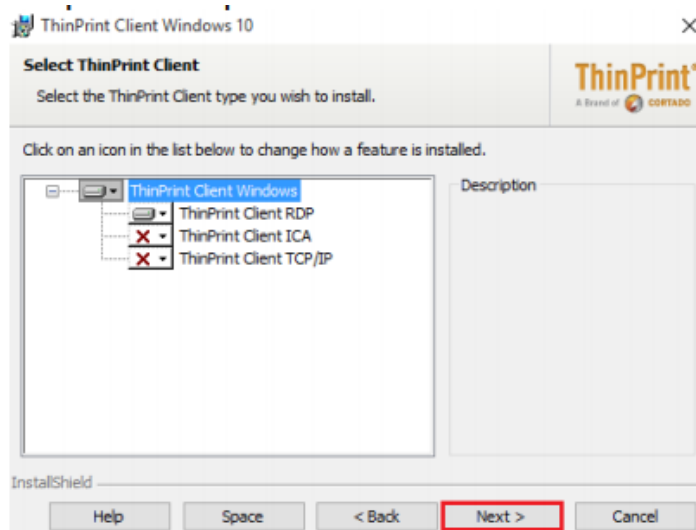 ThinPrint Client Windows 10
Select ThinPrint Client
Select the ThinPrint Client type you wish to install.
ThinPrint®
A Brand of CORTADO
Click on an icon in the list below to change how a feature is installed.
ThinPrint Client Windows
ThinPrint Client RDP
ThinPrint Client ICA
ThinPrint Client TCP/IP
Description
InstallShield
Help
Space
< Back
Next >
Cancel